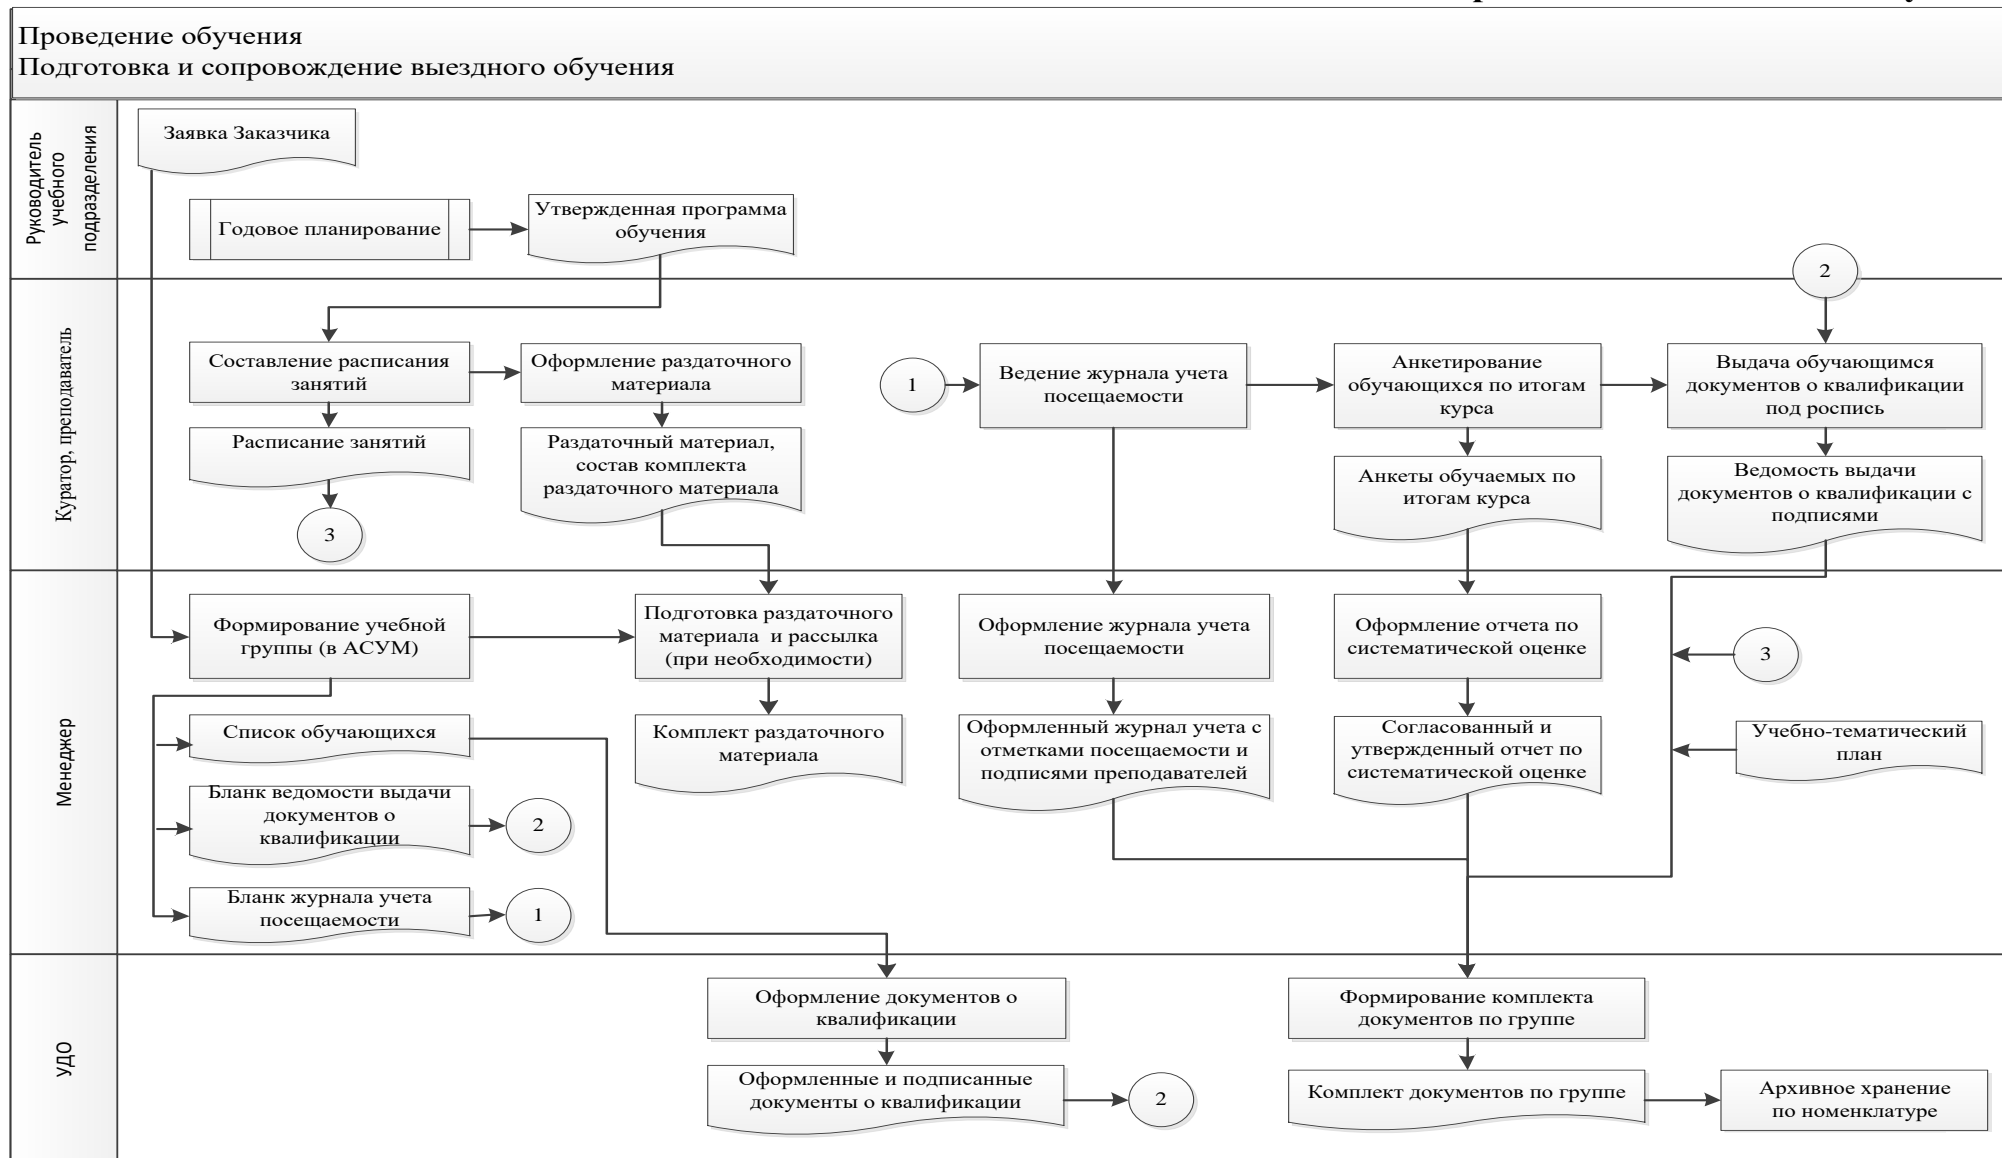 Проведение обучения
Подготовка и сопровождение выездного обучения
Руководитель
учебного
подразделения
Заявка Заказчика
Годовое планирование
Утвержденная программа
обучения
2
Куратор, преподаватель
Составление расписания
занятий
Оформление раздаточного
материала
1
Ведение журнала учета
посещаемости
Анкетирование
обучающихся по итогам
курса
Выдача обучающимся
документов о квалификации
под роспись
Расписание занятий
Раздаточный материал,
состав комплекта
раздаточного материала
Анкеты обучаемых по
итогам курса
Ведомость выдачи
документов о квалификации с
подписями
3
Менеджер
Формирование учебной
группы (в АСУМ)
Подготовка раздаточного
материала и рассылка
(при необходимости)
Оформление журнала учета
посещаемости
Оформление отчета по
систематической оценке
3
Список обучающихся
Комплект раздаточного
материала
Оформленный журнал учета с
отметками посещаемости и
подписями преподавателей
Согласованный и
утвержденный отчет по
систематической оценке
Учебно-тематический
план
Бланк ведомости выдачи
документов о
квалификации
2
Бланк журнала учета
посещаемости
1
УДО
Оформление документов о
квалификации
Формирование комплекта
документов по группе
Оформленные и подписанные
документы о квалификации
2
Комплект документов по группе
Архивное хранение
по номенклатуре